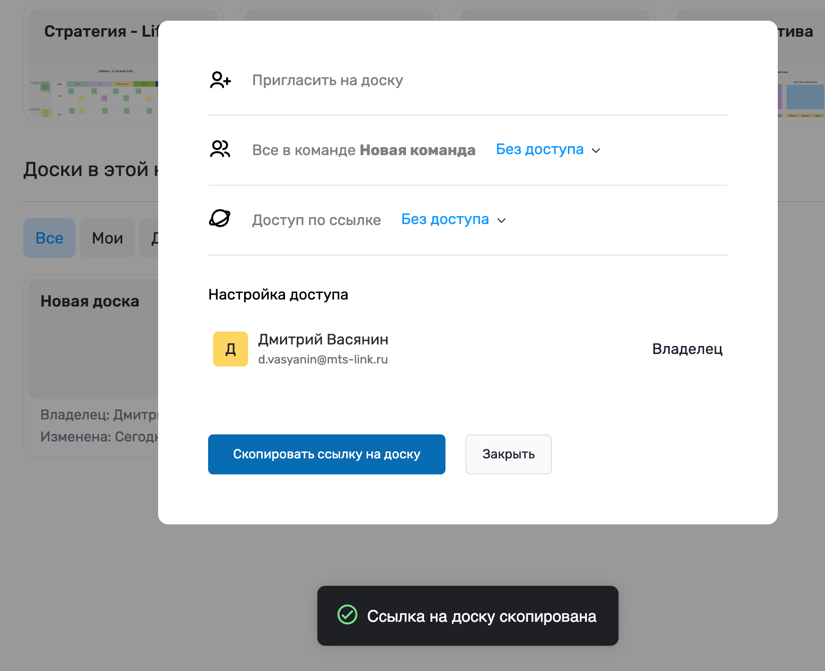 Стратегия - Lif
тива
Пригласить на доску
Все в команде Новая команда Без доступа
Доступ по ссылке Без доступа
Доски в этой к
Все Мои Д
Настройка доступа
Новая доска
Д
Дмитрий Васянин
d.vasyanin@mts-link.ru
Владелец
Владелец: Дмитри
Изменена: Сегодн
Скопировать ссылку на доску Закрыть
Ссылка на доску скопирована